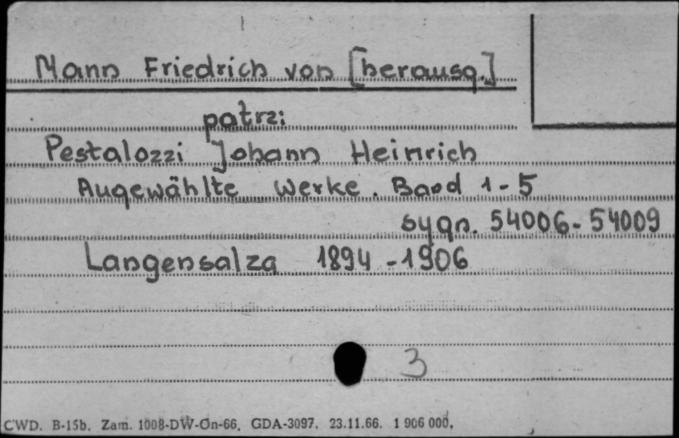 Mann Friedrich von [herausg.]
patrz:
Pestalozzi Johann Heinrich
Augewählte Werke. Band 1-5
sygn. 54006-54009
Langensalza 1894-1906
3
CWD. B-15b. Zam. 1008-DW-On-66. GDA-3097. 23.11.66. 1 906 000.